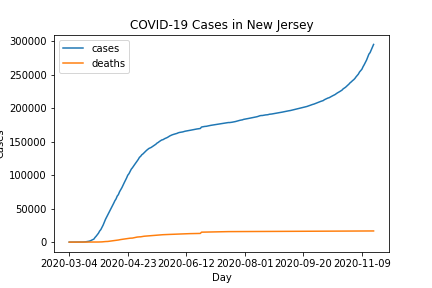 COVID-19 Cases in New Jersey
cases
deaths
300000
250000
200000
150000
100000
50000
0
cases
2020-03-04 2020-04-23 2020-06-12 2020-08-01 2020-09-20 2020-11-09
Day